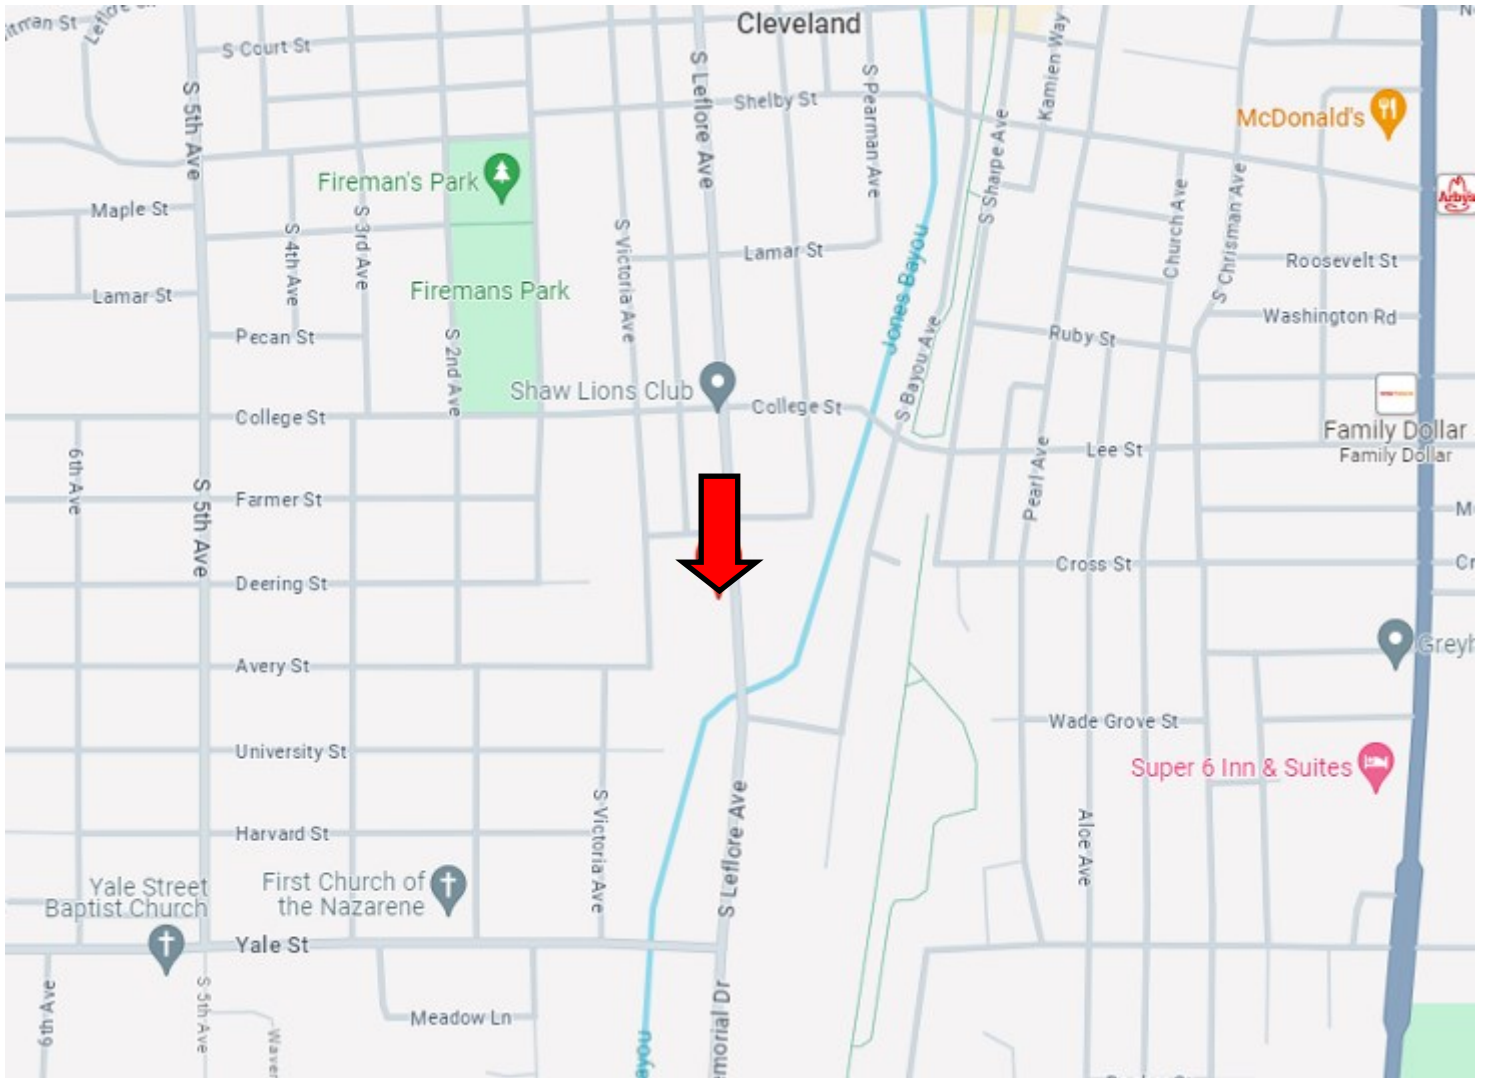 Cleveland
S Court St
Kamien Way
S 5th Ave
S Leflore Ave
Shelby St
S Pearman Ave
McDonald's
S Sharpe Ave
Fireman's Park
Arby's
Maple St
S 4th Ave
S 3rd Ave
S Victoria Ave
Lamar St
Jones Bayou
Church Ave
S Chrisman Ave
Roosevelt St
Firemans Park
Lamar St
Washington Rd
Pecan St
S 2nd Ave
S Bayou Ave
Ruby St
Shaw Lions Club
College St
College St
Family Dollar
Family Dollar
Lee St
6th Ave
S 5th Ave
Farmer St
Pearl Ave
Cross St
Deering St
Avery St
Wade Grove St
University St
Super 6 Inn & Suites
S Victoria Ave
S Leflore Ave
Aloe Ave
Harvard St
Yale Street
Baptist Church
First Church of
the Nazarene
Yale St
6th Ave
S 5th Ave
Meadow Ln